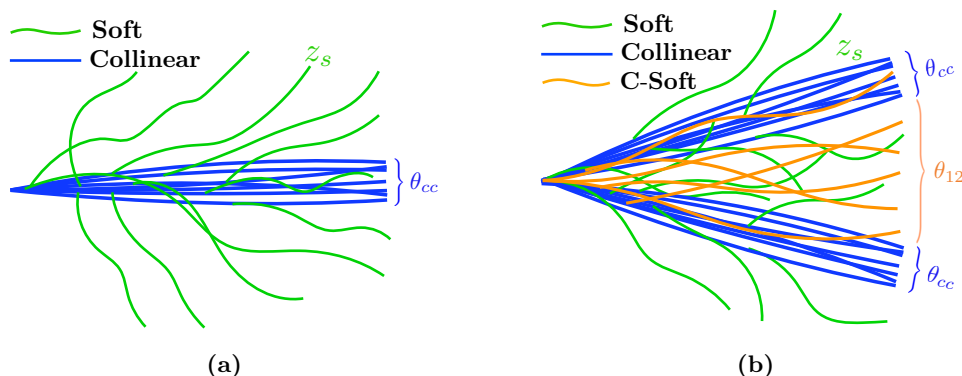 Soft
Collinear
z_s
θ_cc
(a)
Soft
Collinear
C-Soft
z_s
θ_cc
θ_12
θ_cc
(b)